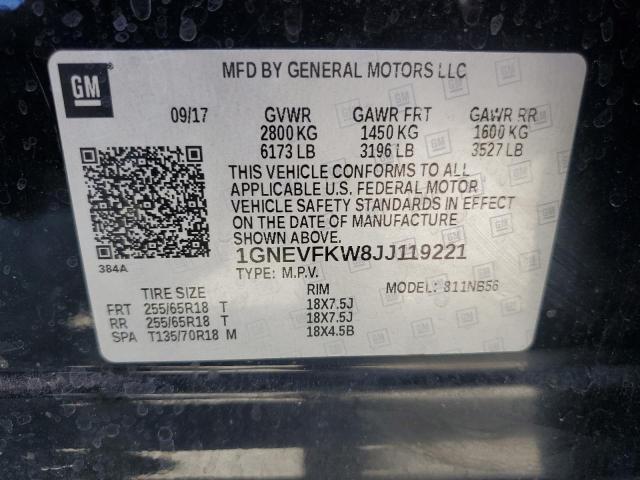 GM
MFD BY GENERAL MOTORS LLC
09/17 GVWR GAWR FRT GAWR RR
2800 KG 1450 KG 1600 KG
6173 LB 3196 LB 3527 LB
THIS VEHICLE CONFORMS TO ALL
APPLICABLE U.S. FEDERAL MOTOR
VEHICLE SAFETY STANDARDS IN EFFECT
ON THE DATE OF MANUFACTURE
SHOWN ABOVE.
384A
1GNEVFKW8JJ119221
TYPE: M.P.V.
MODEL: 811NB56
TIRE SIZE RIM
FRT 255/65R18 T 18X7.5J
RR 255/65R18 T 18X7.5J
SPA T135/70R18 M 18X4.5B